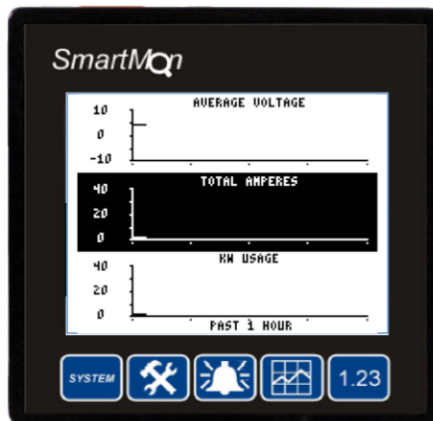 SmartMon
AVERAGE VOLTAGE
10
0
-10
TOTAL AMPERES
40
20
0
KW USAGE
40
20
0
PAST 1 HOUR
SYSTEM
1.23